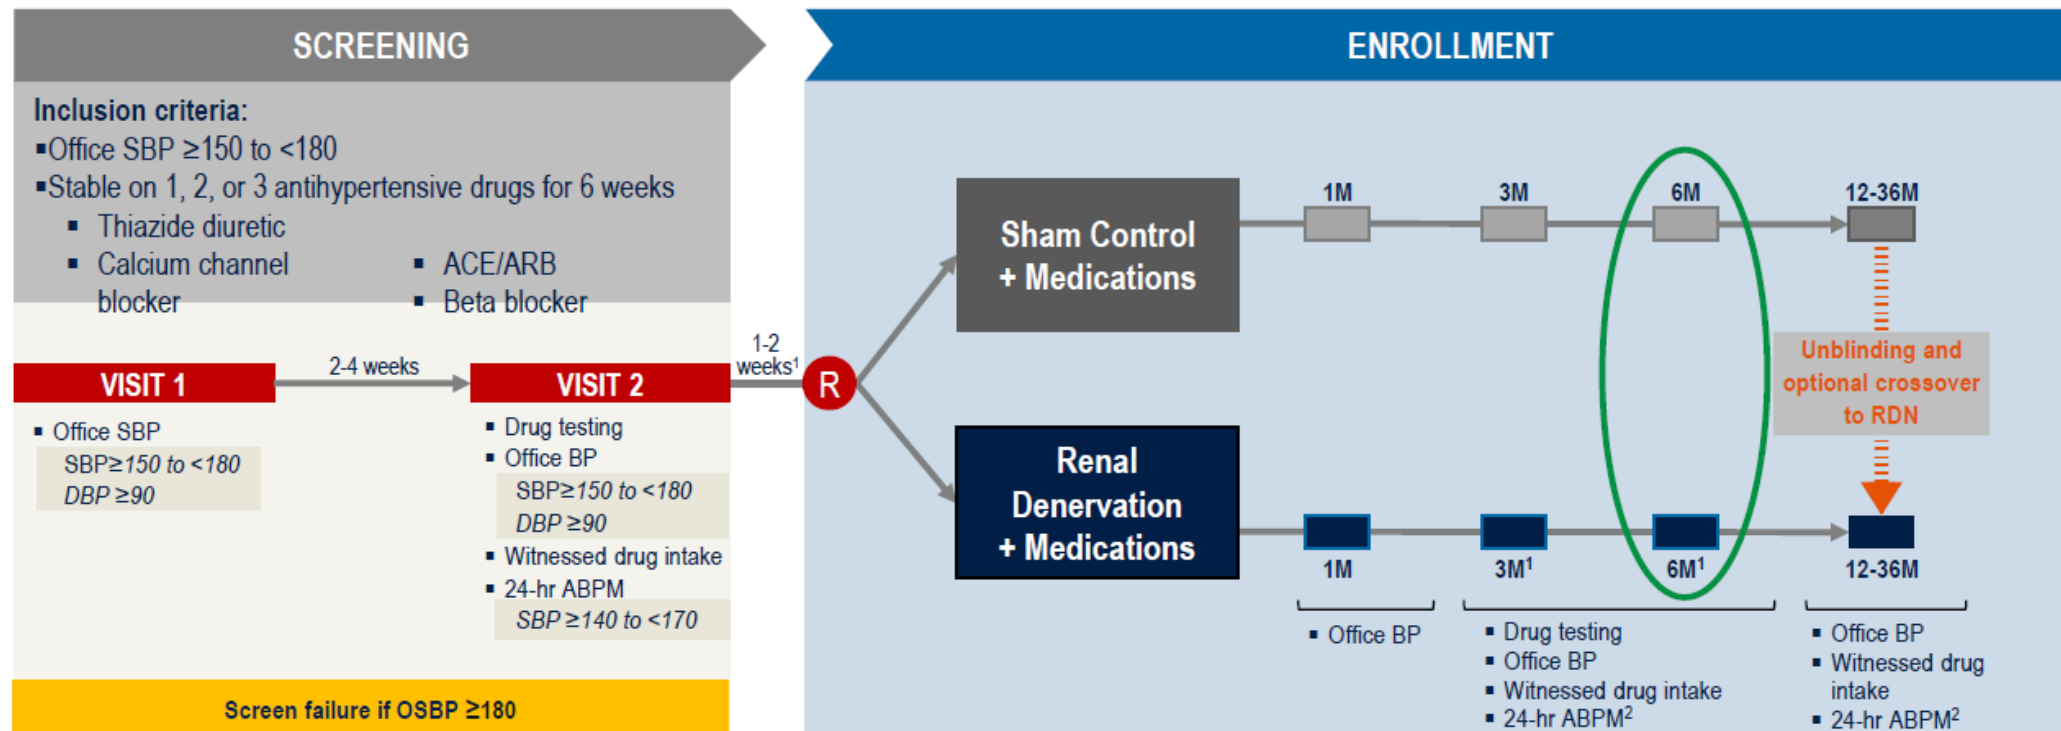 SCREENING
Inclusion criteria:
▪Office SBP ≥150 to <180
▪Stable on 1, 2, or 3 antihypertensive drugs for 6 weeks
▪ Thiazide diuretic
▪ Calcium channel
blocker
▪ ACE/ARB
▪ Beta blocker
VISIT 1
2-4 weeks
VISIT 2
1-2
weeks¹
▪ Office SBP
SBP≥150 to <180
DBP ≥90
▪ Drug testing
▪ Office BP
SBP≥150 to <180
DBP ≥90
▪ Witnessed drug intake
▪ 24-hr ABPM
SBP ≥140 to <170
Screen failure if OSBP ≥180
ENROLLMENT
R
Sham Control
+ Medications
1M
3M
6M
12-36M
Unblinding and
optional crossover
to RDN
Renal
Denervation
+ Medications
1M
3M¹
6M¹
12-36M
▪ Office BP
▪ Drug testing
▪ Office BP
▪ Witnessed drug intake
▪ 24-hr ABPM²
▪ Office BP
▪ Witnessed drug
intake
▪ 24-hr ABPM²